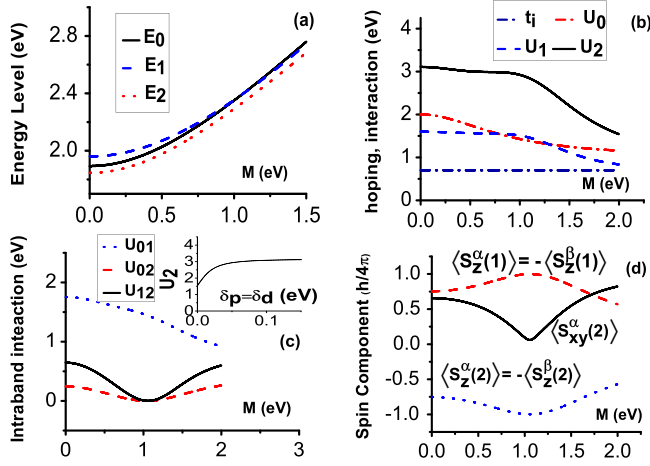 (a)
E0
E1
E2
Energy Level (eV)
2.8
2.4
2.0
M (eV)
0.0 0.5 1.0 1.5
ti U0
U1 U2
(b)
hoping, interaction (eV)
4
3
2
1
0
M (eV)
0.0 0.5 1.0 1.5 2.0
U01
U02
U12
U2
4
3
2
1
0
δp=δd (eV)
0.0 0.1
(c)
Intraband inteaction (eV)
2
1
0
M (eV)
0 1 2 3
⟨Szα(1)⟩=-⟨Szβ(1)⟩
(d)
⟨Sxyα(2)⟩
⟨Szα(2)⟩=-⟨Szβ(2)⟩
Spin Component (h/4π)
1.0
0.5
0.0
-0.5
-1.0
M (eV)
0.0 0.5 1.0 1.5 2.0